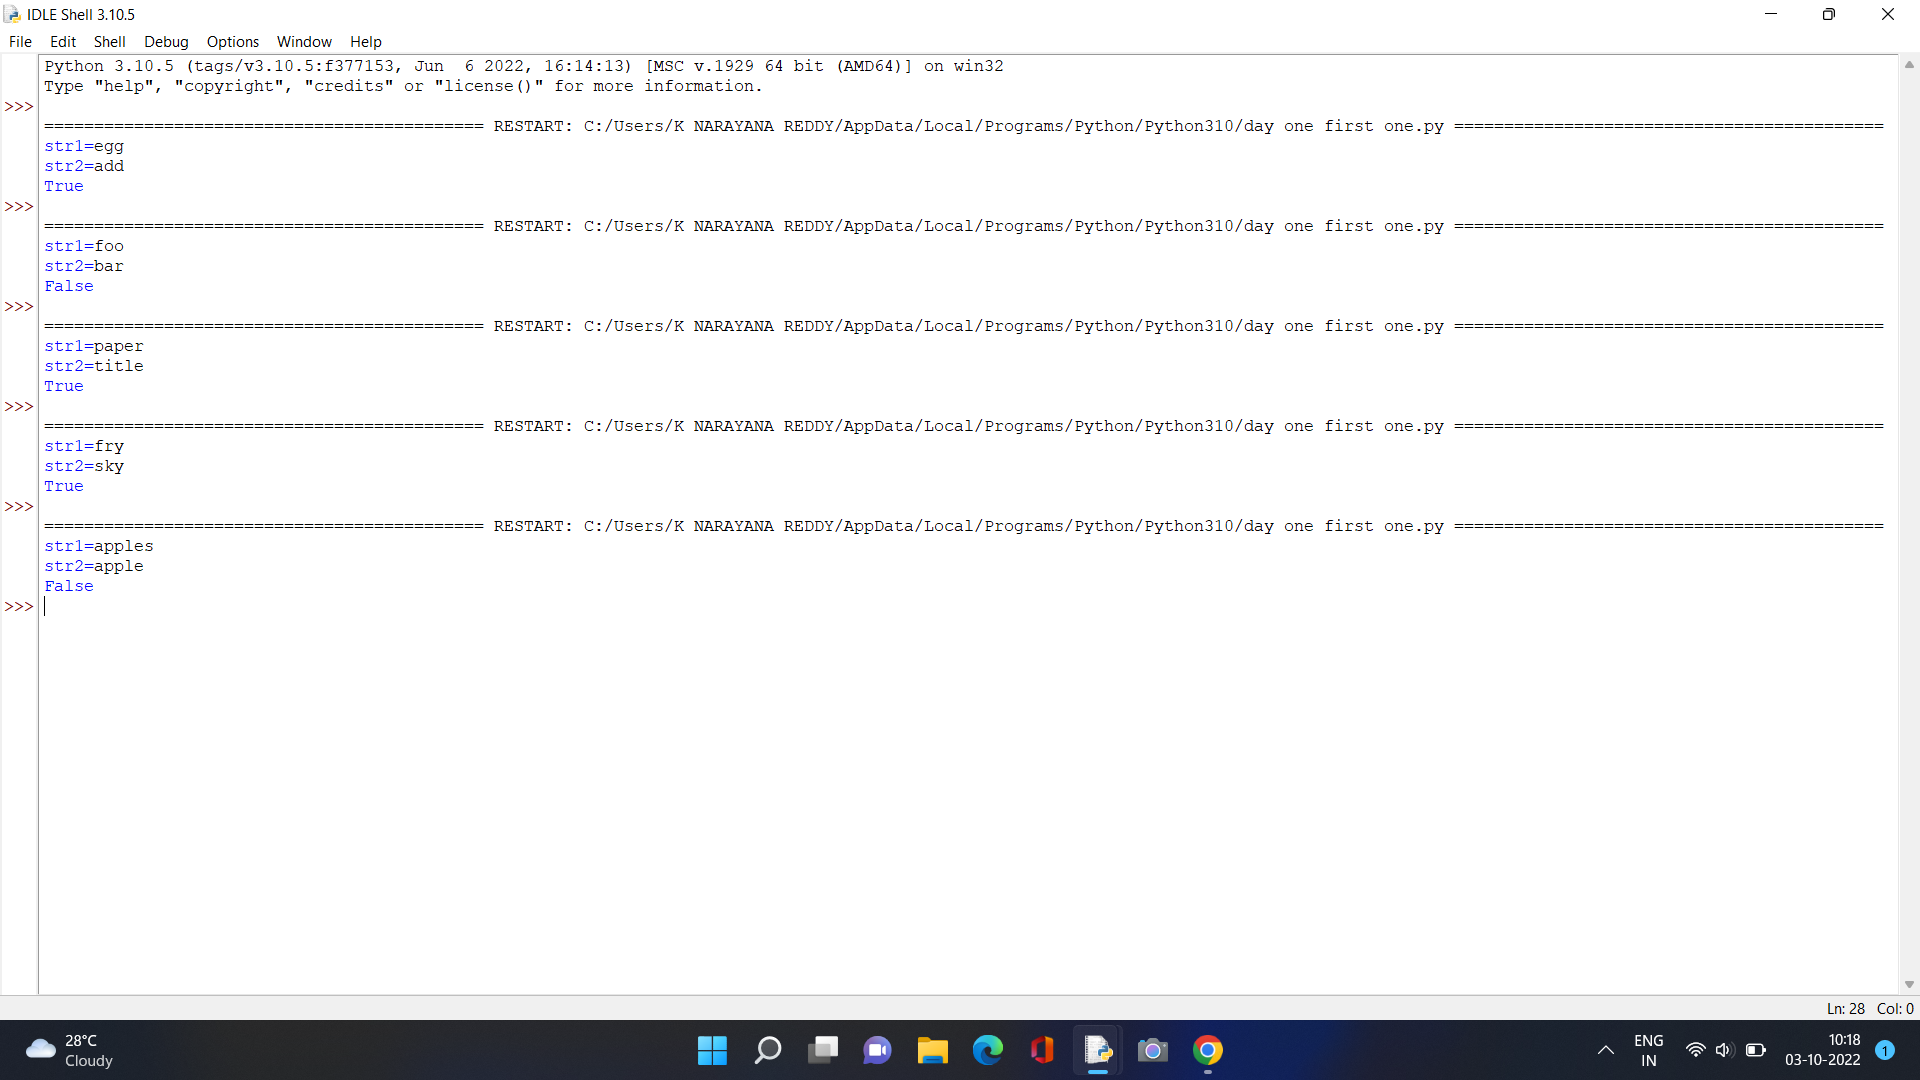 IDLE Shell 3.10.5
File Edit Shell Debug Options Window Help
Python 3.10.5 (tags/v3.10.5:f377153, Jun  6 2022, 16:14:13) [MSC v.1929 64 bit (AMD64)] on win32
Type "help", "copyright", "credits" or "license()" for more information.
>>>
============================================ RESTART: C:/Users/K NARAYANA REDDY/AppData/Local/Programs/Python/Python310/day one first one.py ===========================================
str1=egg
str2=add
True
>>>
============================================ RESTART: C:/Users/K NARAYANA REDDY/AppData/Local/Programs/Python/Python310/day one first one.py ===========================================
str1=foo
str2=bar
False
>>>
============================================ RESTART: C:/Users/K NARAYANA REDDY/AppData/Local/Programs/Python/Python310/day one first one.py ===========================================
str1=paper
str2=title
True
>>>
============================================ RESTART: C:/Users/K NARAYANA REDDY/AppData/Local/Programs/Python/Python310/day one first one.py ===========================================
str1=fry
str2=sky
True
>>>
============================================ RESTART: C:/Users/K NARAYANA REDDY/AppData/Local/Programs/Python/Python310/day one first one.py ===========================================
str1=apples
str2=apple
False
>>>
Ln: 28 Col: 0
28°C
Cloudy
ENG
IN
10:18
03-10-2022
1